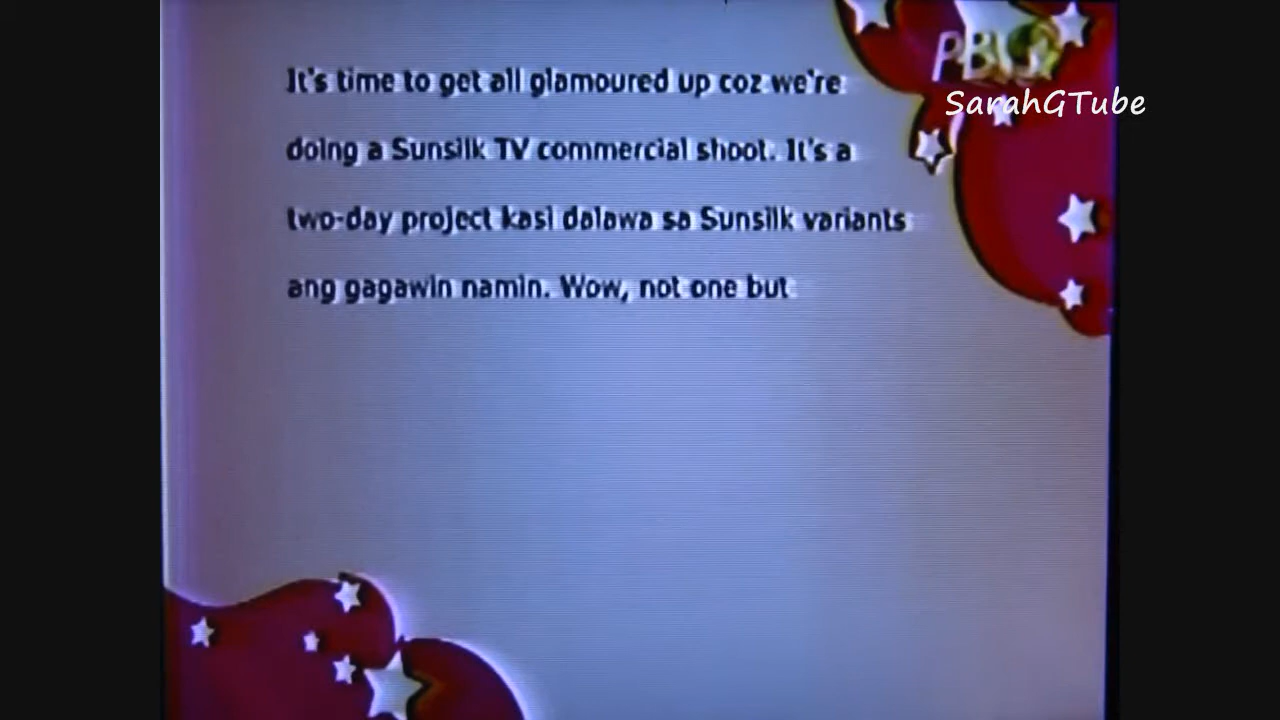 PBO
SarahGTube
It's time to get all glamoured up coz we're
doing a Sunsilk TV commercial shoot. It's a
two-day project kasi dalawa sa Sunsilk variants
ang gagawin namin. Wow, not one but